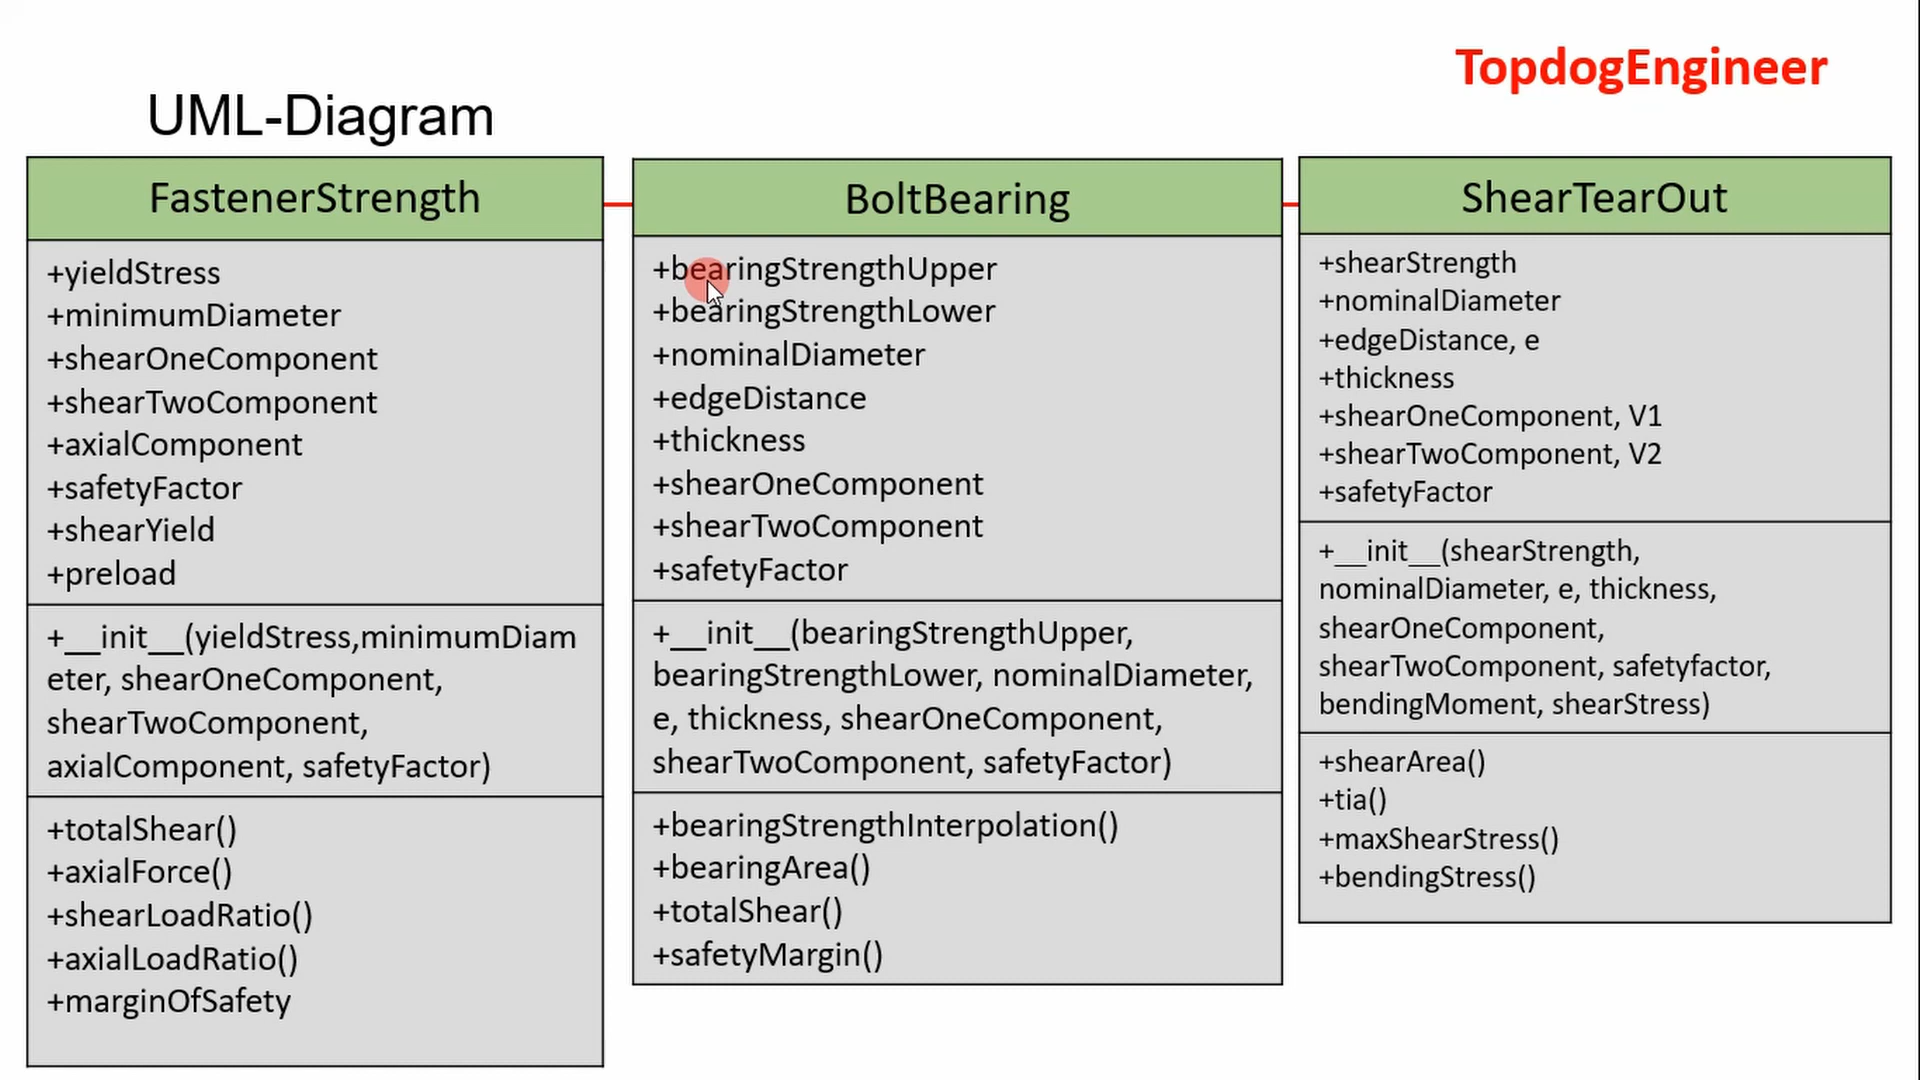 TopdogEngineer
UML-Diagram
FastenerStrength
+yieldStress
+minimumDiameter
+shearOneComponent
+shearTwoComponent
+axialComponent
+safetyFactor
+shearYield
+preload
+__init__(yieldStress,minimumDiam
eter, shearOneComponent,
shearTwoComponent,
axialComponent, safetyFactor)
+totalShear()
+axialForce()
+shearLoadRatio()
+axialLoadRatio()
+marginOfSafety
BoltBearing
+bearingStrengthUpper
+bearingStrengthLower
+nominalDiameter
+edgeDistance
+thickness
+shearOneComponent
+shearTwoComponent
+safetyFactor
+__init__(bearingStrengthUpper,
bearingStrengthLower, nominalDiameter,
e, thickness, shearOneComponent,
shearTwoComponent, safetyFactor)
+bearingStrengthInterpolation()
+bearingArea()
+totalShear()
+safetyMargin()
ShearTearOut
+shearStrength
+nominalDiameter
+edgeDistance, e
+thickness
+shearOneComponent, V1
+shearTwoComponent, V2
+safetyFactor
+__init__(shearStrength,
nominalDiameter, e, thickness,
shearOneComponent,
shearTwoComponent, safetyfactor,
bendingMoment, shearStress)
+shearArea()
+tia()
+maxShearStress()
+bendingStress()